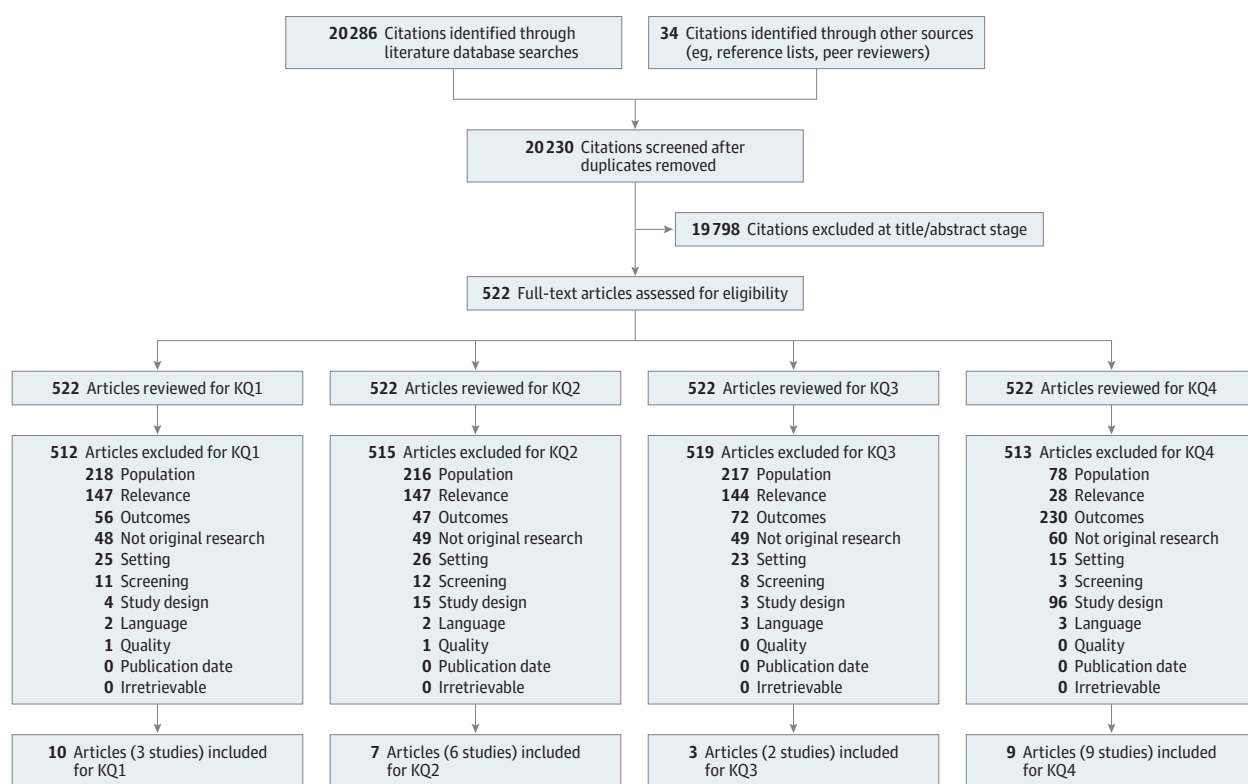 20286 Citations identified through
literature database searches
34 Citations identified through other sources
(eg, reference lists, peer reviewers)
20230 Citations screened after
duplicates removed
19798 Citations excluded at title/abstract stage
522 Full-text articles assessed for eligibility
522 Articles reviewed for KQ1
522 Articles reviewed for KQ2
522 Articles reviewed for KQ3
522 Articles reviewed for KQ4
512 Articles excluded for KQ1
218 Population
147 Relevance
56 Outcomes
48 Not original research
25 Setting
11 Screening
4 Study design
2 Language
1 Quality
0 Publication date
0 Irretrievable
515 Articles excluded for KQ2
216 Population
147 Relevance
47 Outcomes
49 Not original research
26 Setting
12 Screening
15 Study design
2 Language
1 Quality
0 Publication date
0 Irretrievable
519 Articles excluded for KQ3
217 Population
144 Relevance
72 Outcomes
49 Not original research
23 Setting
8 Screening
3 Study design
3 Language
0 Quality
0 Publication date
0 Irretrievable
513 Articles excluded for KQ4
78 Population
28 Relevance
230 Outcomes
60 Not original research
15 Setting
3 Screening
96 Study design
3 Language
0 Quality
0 Publication date
0 Irretrievable
10 Articles (3 studies) included
for KQ1
7 Articles (6 studies) included
for KQ2
3 Articles (2 studies) included
for KQ3
9 Articles (9 studies) included
for KQ4